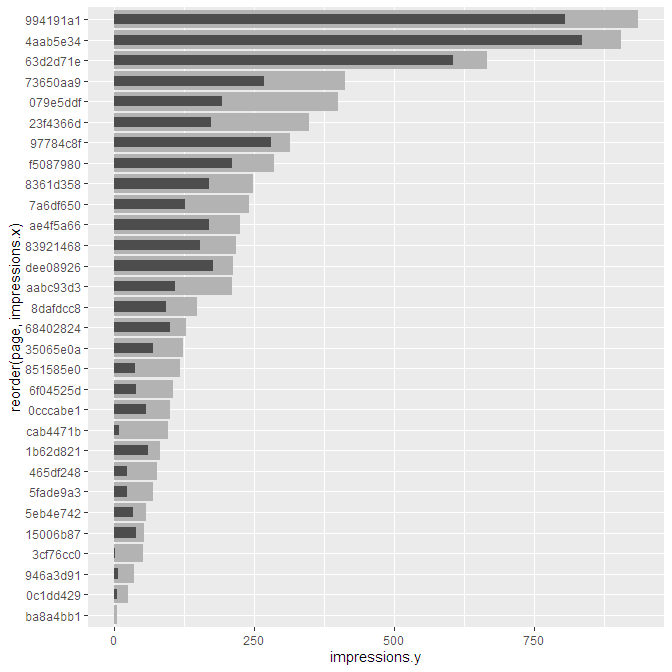 994191a1
4aab5e34
63d2d71e
73650aa9
079e5ddf
23f4366d
97784c8f
f5087980
8361d358
7a6df650
ae4f5a66
83921468
dee08926
aabc93d3
8dafdcc8
68402824
35065e0a
851585e0
6f04525d
0cccabe1
cab4471b
1b62d821
465df248
5fade9a3
5eb4e742
15006b87
3cf76cc0
946a3d91
0c1dd429
ba8a4bb1
reorder(page, impressions.x)
0 250 500 750
impressions.y